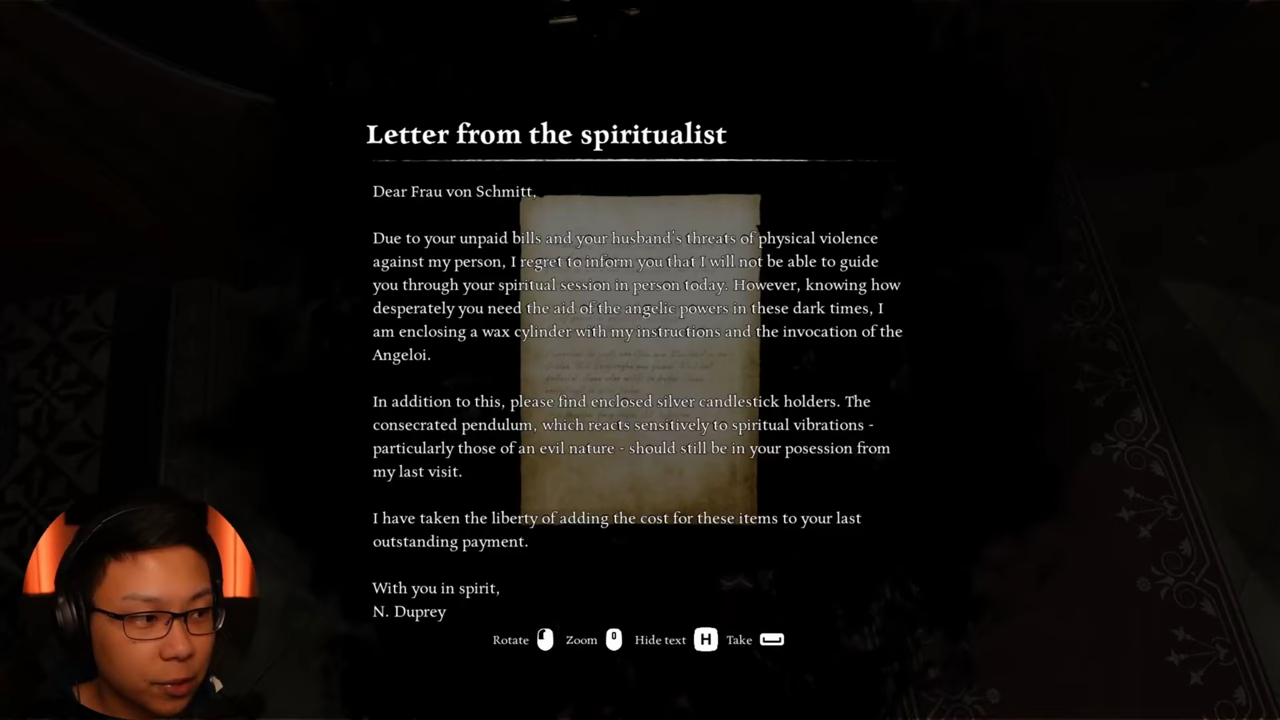 Letter from the spiritualist
Dear Frau von Schmitt,
Due to your unpaid bills and your husband's threats of physical violence
against my person, I regret to inform you that I will not be able to guide
you through your spiritual session in person today. However, knowing how
desperately you need the aid of the angelic powers in these dark times, I
am enclosing a wax cylinder with my instructions and the invocation of the
Angeloi.
In addition to this, please find enclosed silver candlestick holders. The
consecrated pendulum, which reacts sensitively to spiritual vibrations -
particularly those of an evil nature - should still be in your posession from
my last visit.
I have taken the liberty of adding the cost for these items to your last
outstanding payment.
With you in spirit,
N. Duprey
Rotate Zoom Hide text H Take